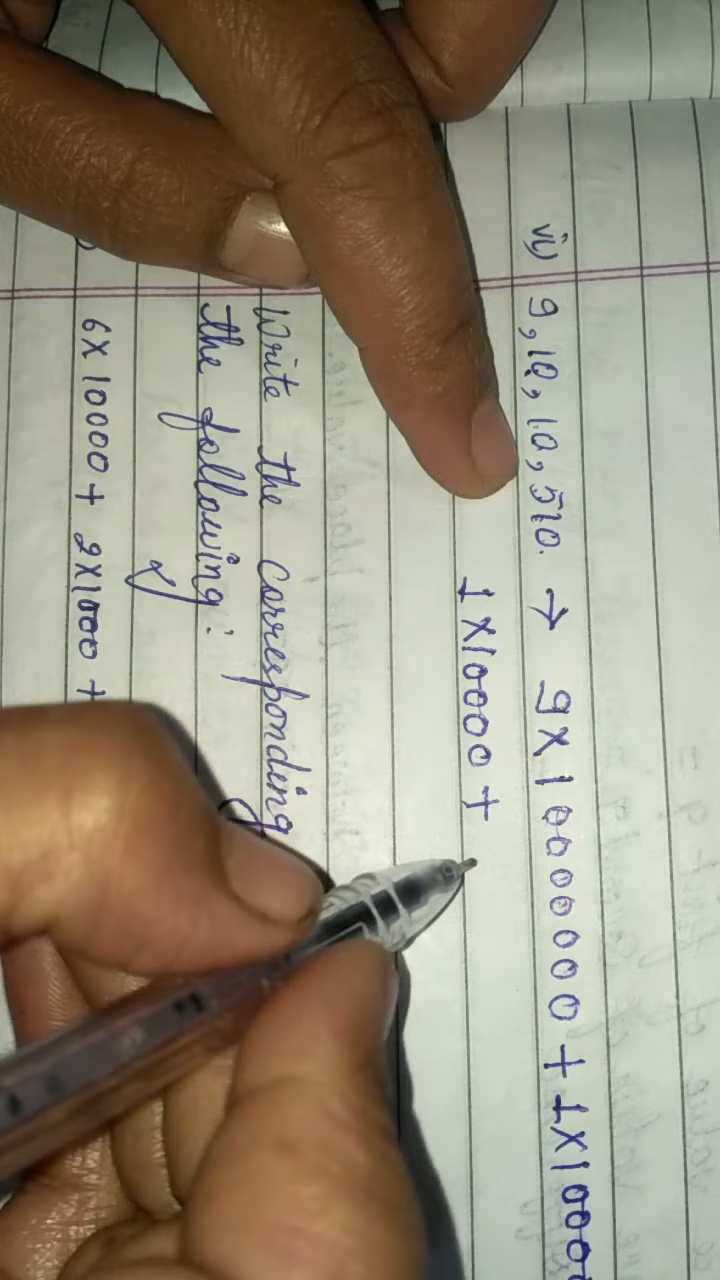 vi) 9,10,10,510. → 9×10000000+1×1000
1×10000+
Write the corresponding
the following:
6×10000+ 2×1000+